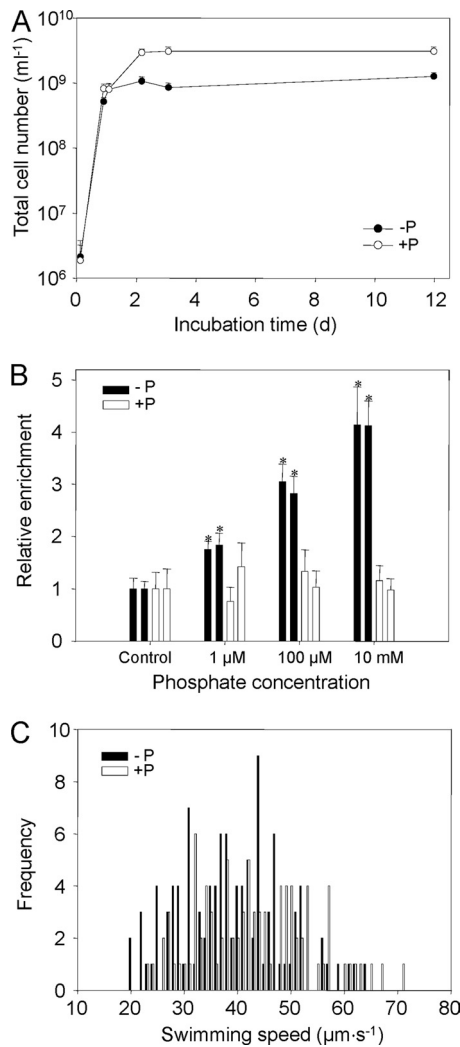 A
Total cell number (ml-1)
10^10
10^9
10^8
10^7
10^6
-P
+P
0 2 4 6 8 10 12
Incubation time (d)
B
Relative enrichment
5
4
3
2
1
0
- P
+P
* * * * * *
Control 1 µM 100 µM 10 mM
Phosphate concentration
C
Frequency
10
8
6
4
2
0
- P
+P
10 20 30 40 50 60 70 80
Swimming speed (µm·s-1)